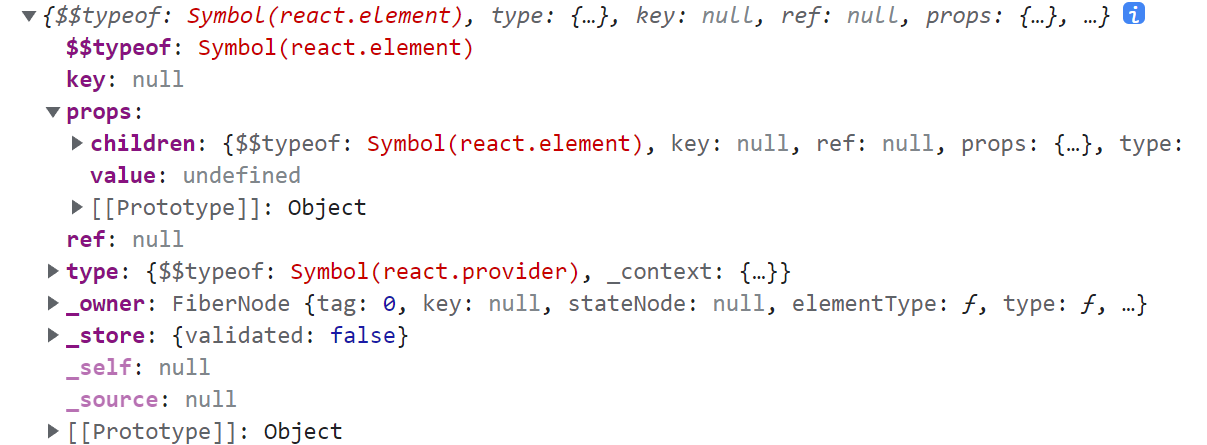 ▼{$$typeof: Symbol(react.element), type: {…}, key: null, ref: null, props: {…}, …} i
$$typeof: Symbol(react.element)
key: null
▼props:
▶children: {$$typeof: Symbol(react.element), key: null, ref: null, props: {…}, type:
value: undefined
▶[[Prototype]]: Object
ref: null
▶type: {$$typeof: Symbol(react.provider), _context: {…}}
▶_owner: FiberNode {tag: 0, key: null, stateNode: null, elementType: ƒ, type: ƒ, …}
▶_store: {validated: false}
_self: null
_source: null
▶[[Prototype]]: Object